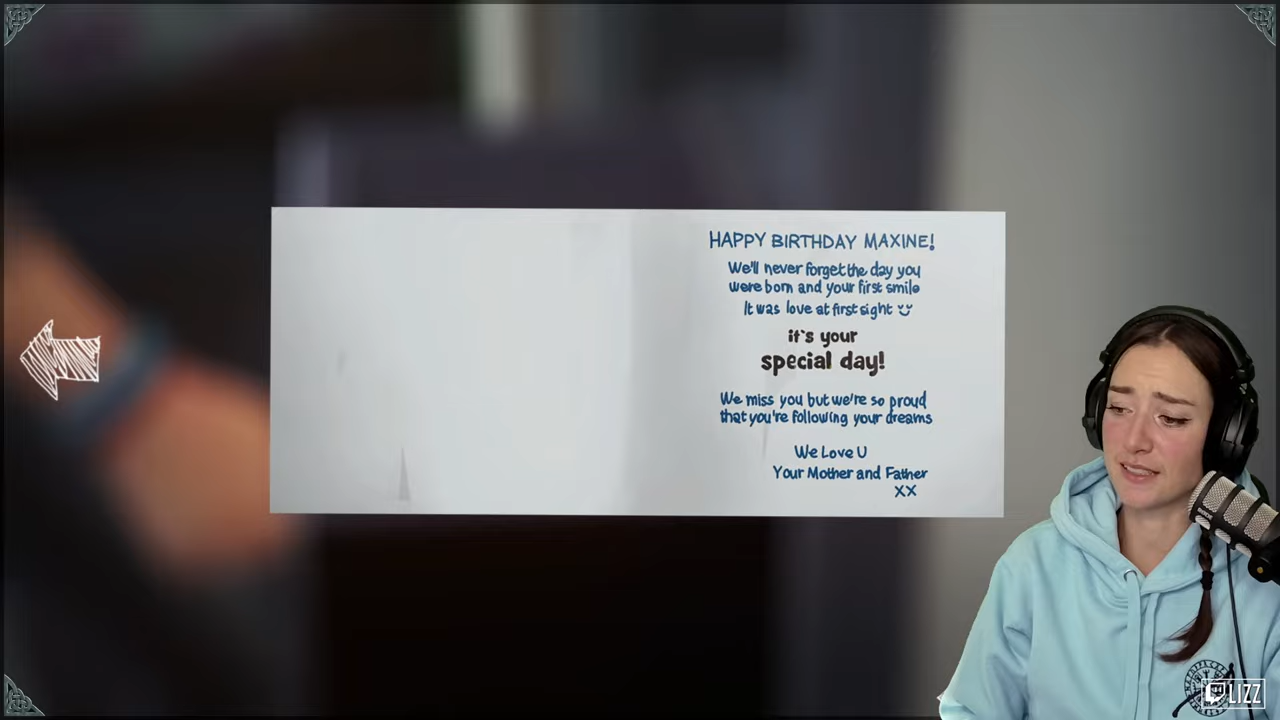 HAPPY BIRTHDAY MAXINE!
We'll never forget the day you
were born and your first smile
It was love at first sight
it's your
special day!
We miss you but we're so proud
that you're following your dreams
We Love U
Your Mother and Father
XX
LIZZ